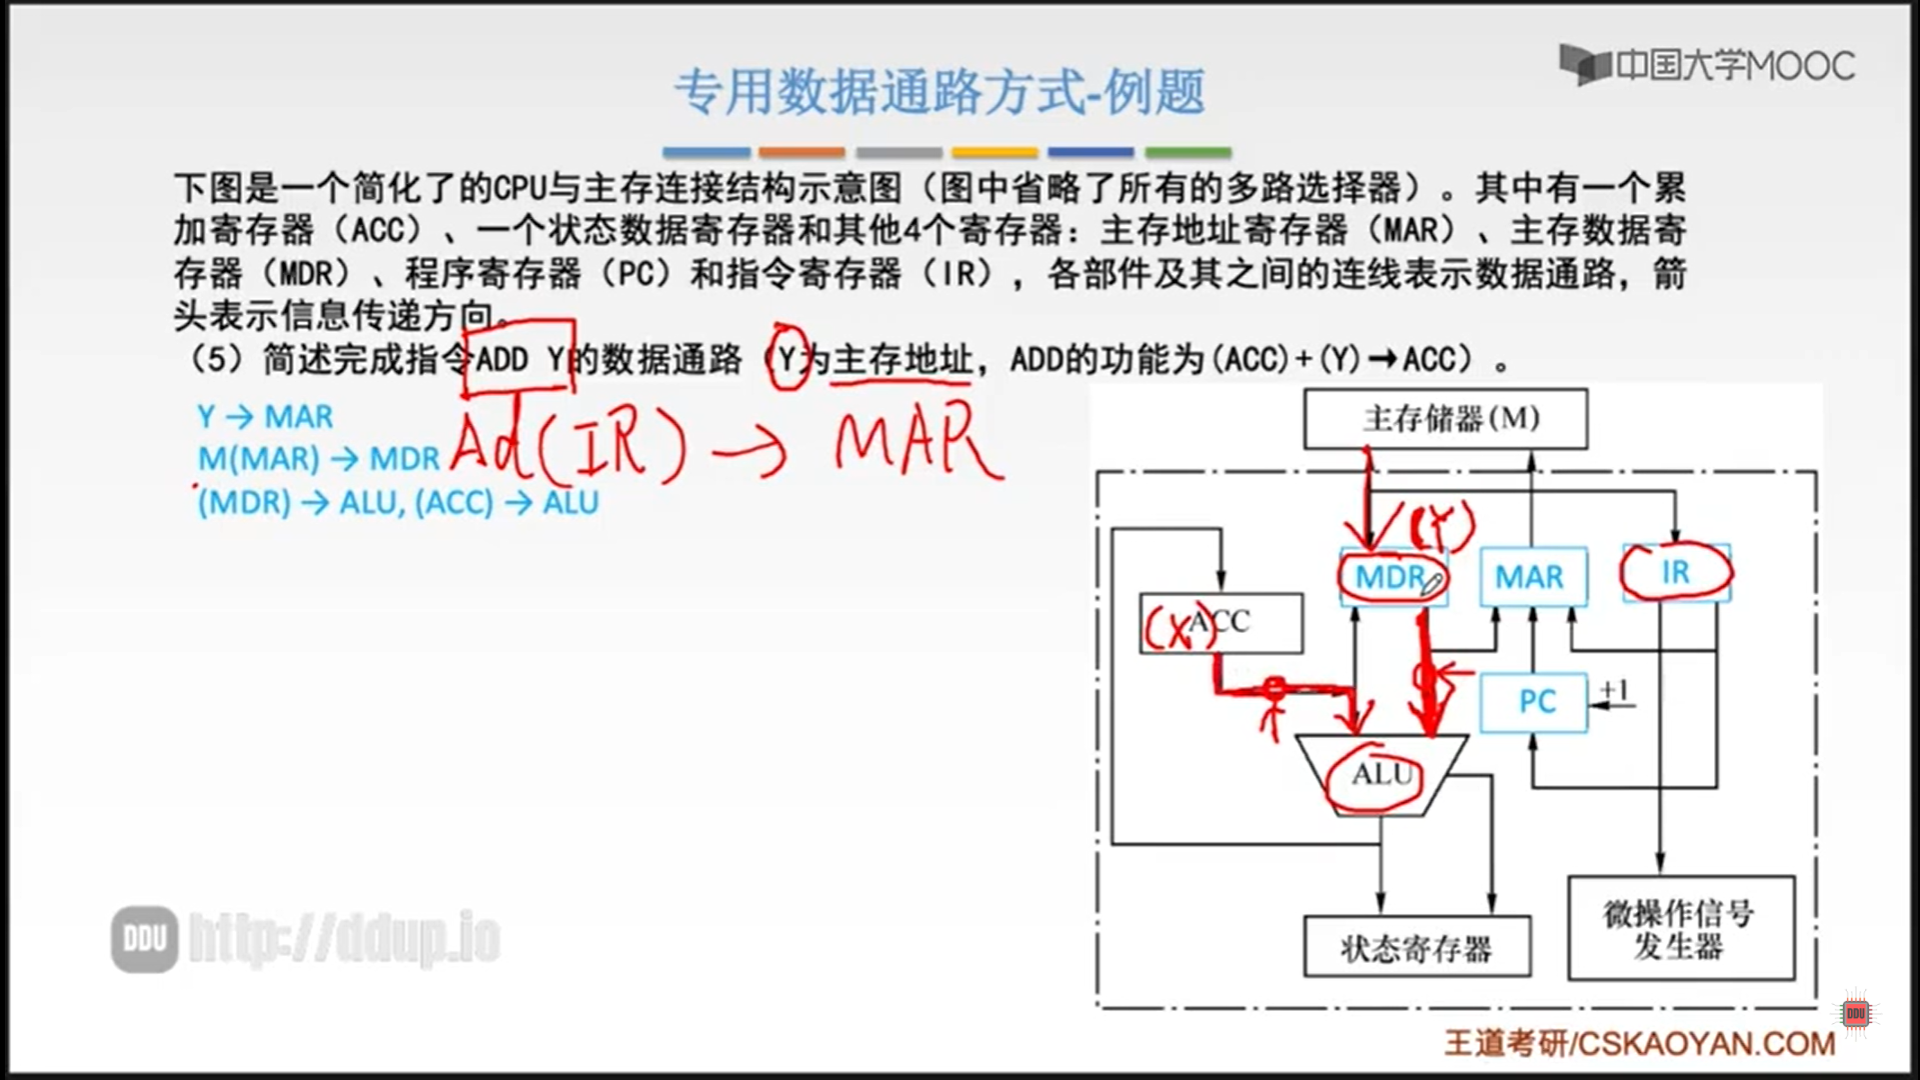 专用数据通路方式-例题
中国大学MOOC
下图是一个简化了的CPU与主存连接结构示意图（图中省略了所有的多路选择器）。其中有一个累
加寄存器（ACC）、一个状态数据寄存器和其他4个寄存器：主存地址寄存器（MAR）、主存数据寄
存器（MDR）、程序寄存器（PC）和指令寄存器（IR），各部件及其之间的连线表示数据通路，箭
头表示信息传递方向。
（5）简述完成指令ADD Y的数据通路（Y为主存地址，ADD的功能为(ACC)+(Y)→ACC）。
Y → MAR
M(MAR) → MDR
Ad(IR) → MAR
(MDR) → ALU, (ACC) → ALU
主存储器(M)
(Y)
MDR
MAR
IR
(X)
ACC
PC
+1
ALU
微操作信号
发生器
状态寄存器
DDU http://ddup.io
DDU
王道考研/CSKAOYAN.COM